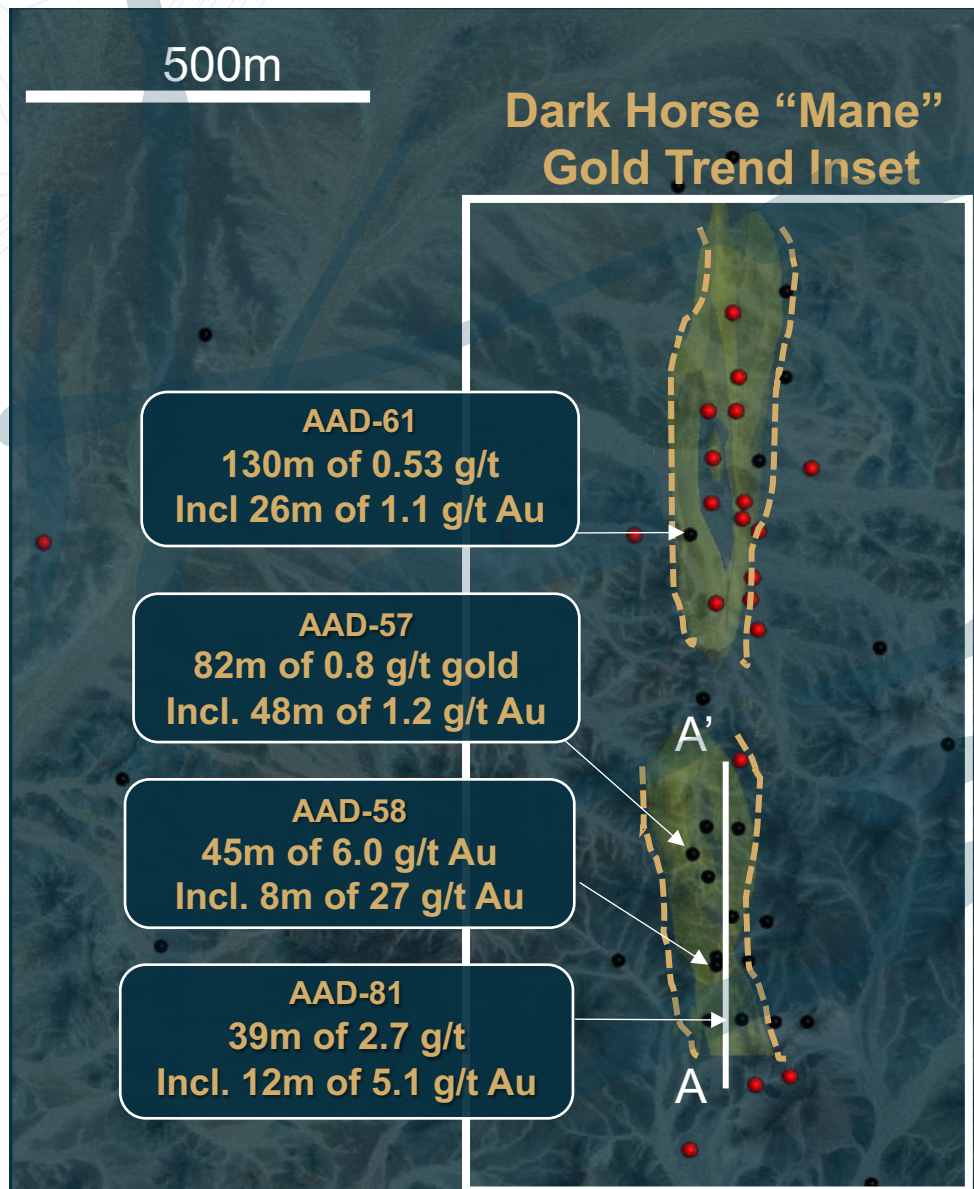 500m
Dark Horse “Mane”
Gold Trend Inset
AAD-61
130m of 0.53 g/t
Incl 26m of 1.1 g/t Au
AAD-57
82m of 0.8 g/t gold
Incl. 48m of 1.2 g/t Au
A’
AAD-58
45m of 6.0 g/t Au
Incl. 8m of 27 g/t Au
AAD-81
39m of 2.7 g/t
Incl. 12m of 5.1 g/t Au
A